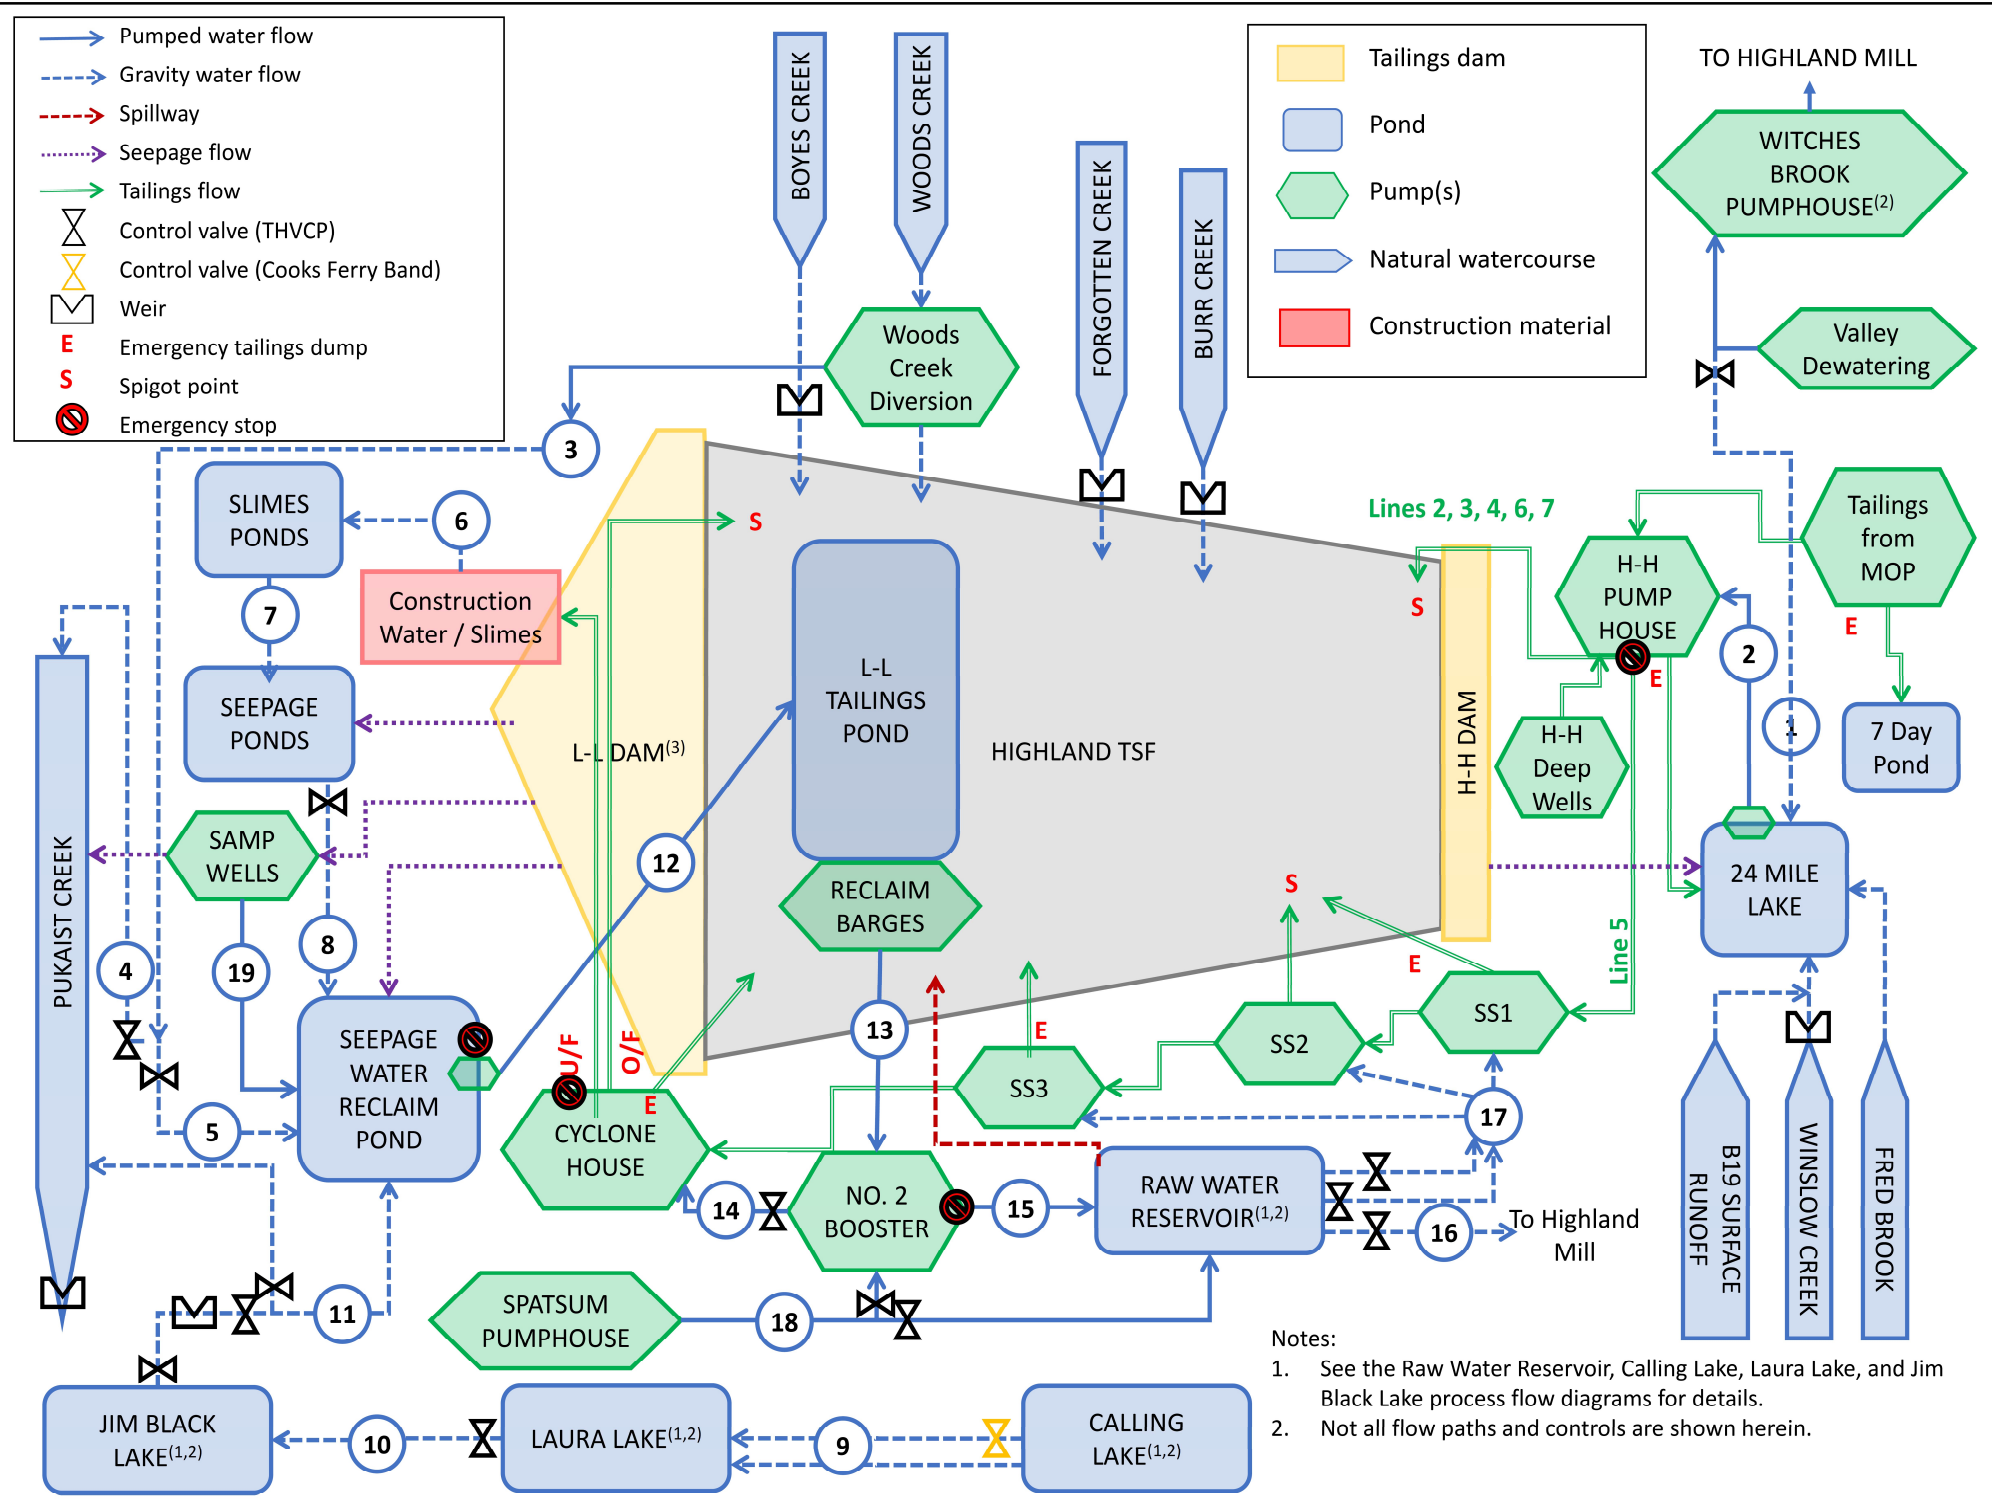 Pumped water flow
Gravity water flow
Spillway
Seepage flow
Tailings flow
Control valve (THVCP)
Control valve (Cooks Ferry Band)
Weir
E Emergency tailings dump
S Spigot point
Emergency stop
BOYES CREEK
WOODS CREEK
FORGOTTEN CREEK
BURR CREEK
Tailings dam
Pond
Pump(s)
Natural watercourse
Construction material
TO HIGHLAND MILL
WITCHES
BROOK
PUMPHOUSE(2)
Valley
Dewatering
Woods
Creek
Diversion
3
SLIMES
PONDS
6
7
Construction
Water / Slimes
SEEPAGE
PONDS
S
L-L
TAILINGS
POND
L-L DAM(3)
HIGHLAND TSF
Lines 2, 3, 4, 6, 7
S
H-H DAM
H-H
PUMP
HOUSE
E
Tailings
from
MOP
E
2
1
7 Day
Pond
H-H
Deep
Wells
24 MILE
LAKE
Line 5
PUKAIST CREEK
SAMP
WELLS
12
RECLAIM
BARGES
S
E
4
19
8
SEEPAGE
WATER
RECLAIM
POND
5
13
U/F
O/F
E
CYCLONE
HOUSE
E
SS3
SS2
SS1
17
14
NO. 2
BOOSTER
15
RAW WATER
RESERVOIR(1,2)
16
To Highland
Mill
B19 SURFACE
RUNOFF
WINSLOW CREEK
FRED BROOK
11
SPATSUM
PUMPHOUSE
18
JIM BLACK
LAKE(1,2)
10
LAURA LAKE(1,2)
9
CALLING
LAKE(1,2)
Notes:
1. See the Raw Water Reservoir, Calling Lake, Laura Lake, and Jim
Black Lake process flow diagrams for details.
2. Not all flow paths and controls are shown herein.